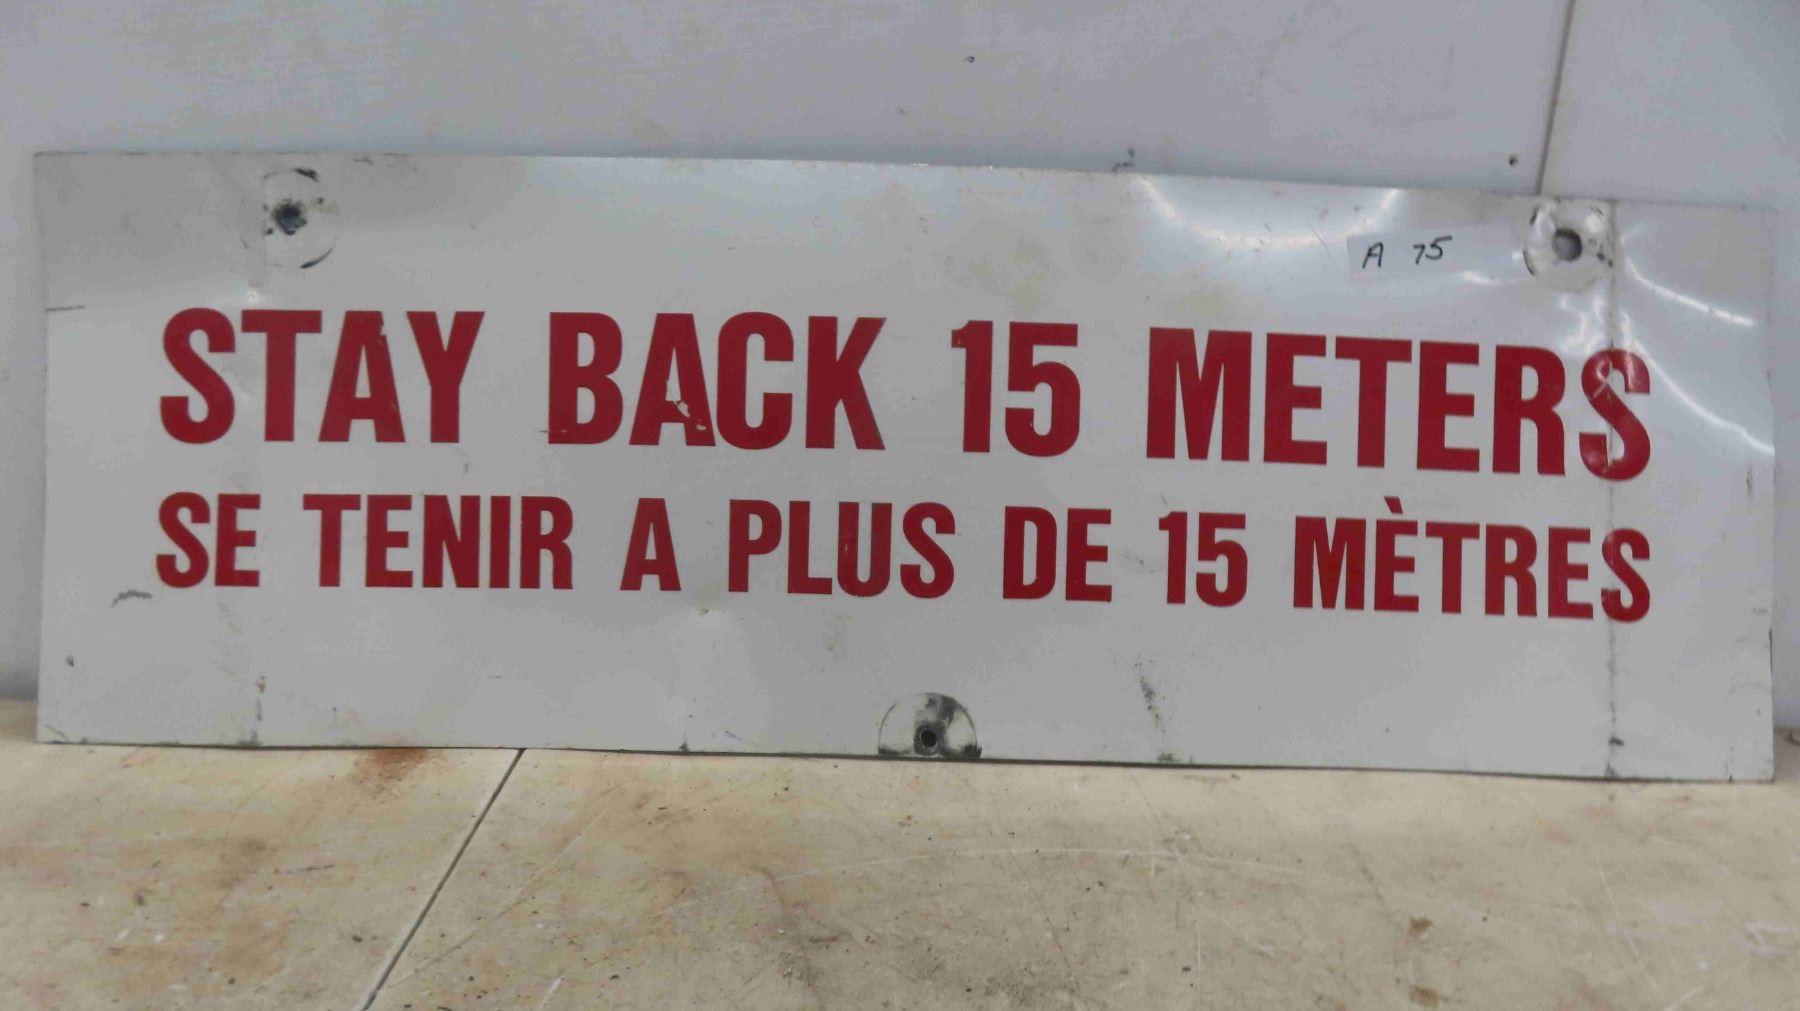 A 75
STAY BACK 15 METERS
SE TENIR A PLUS DE 15 MÈTRES